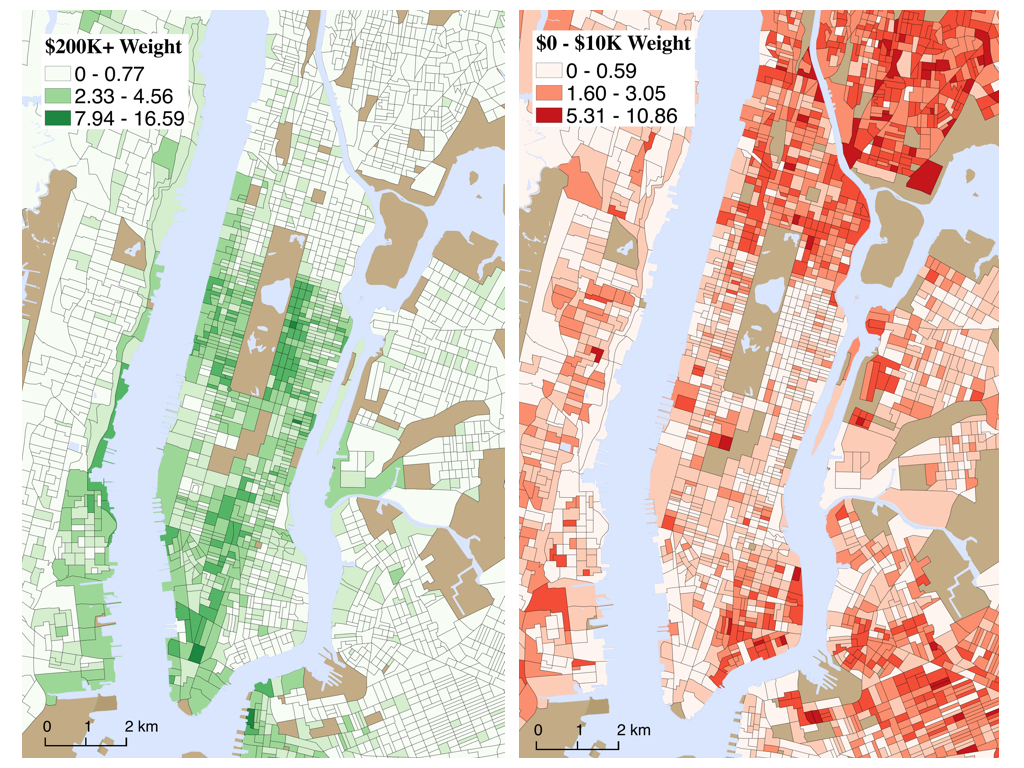 $200K+ Weight
0 - 0.77
2.33 - 4.56
7.94 - 16.59
0 1 2 km
$0 - $10K Weight
0 - 0.59
1.60 - 3.05
5.31 - 10.86
0 1 2 km